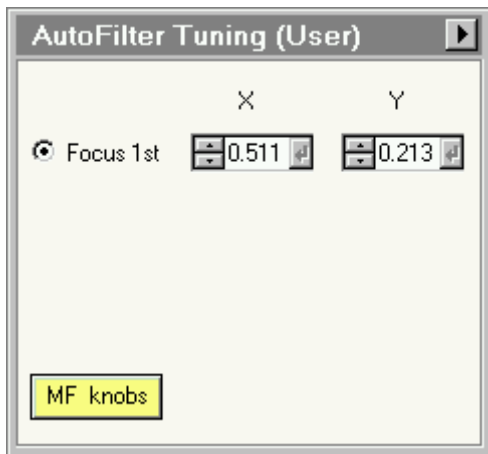 AutoFilter Tuning (User)
X Y
Focus 1st 0.511 0.213
MF knobs